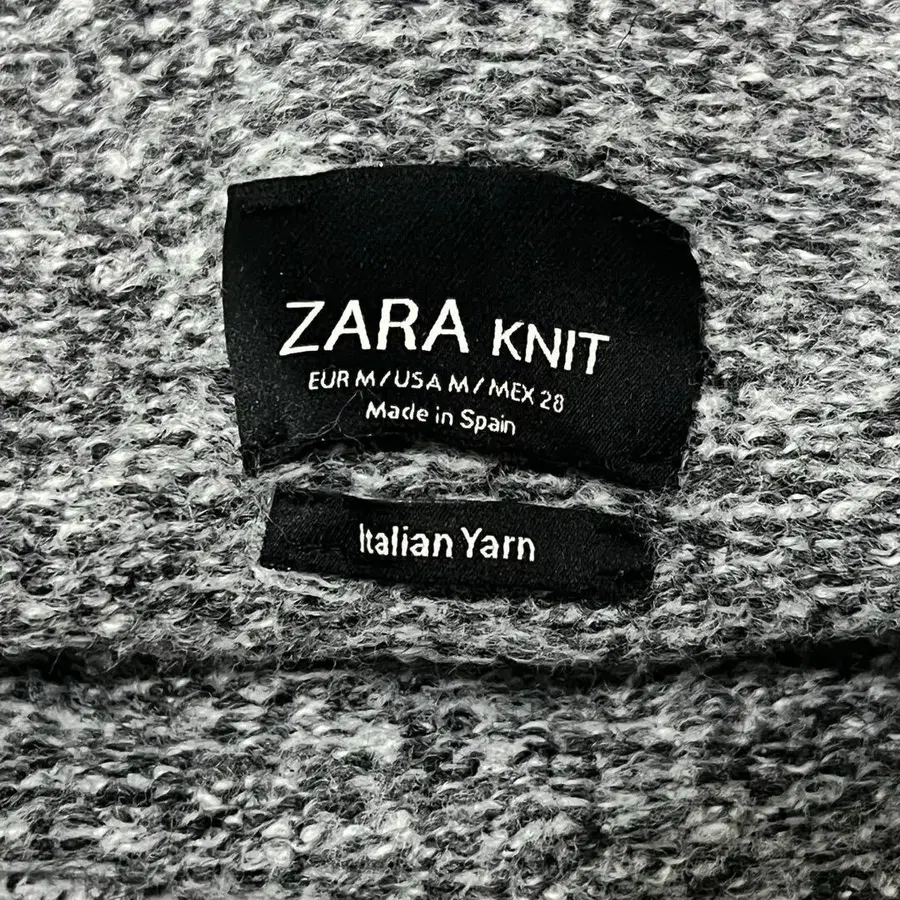 ZARA KNIT
EUR M / USA M / MEX 28
Made in Spain
Italian Yarn